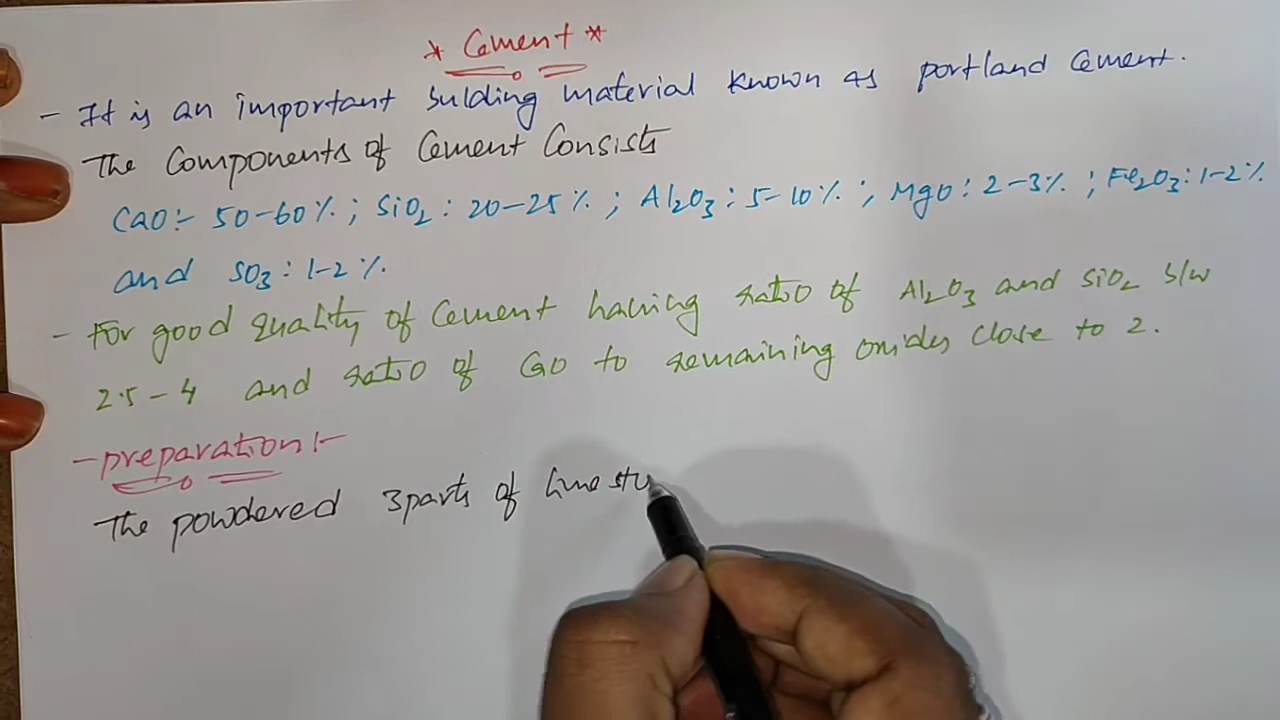 * Cement *
- It is an important bulding material known as portland Cement.
The Components of Cement Consists
CaO:- 50-60%; SiO₂ : 20-25%; Al₂O₃ : 5-10%; MgO : 2-3%; Fe₂O₃ : 1-2%
and SO₃ : 1-2%
- For good quality of Cement having ratio of Al₂O₃ and SiO₂ b/w
2.5-4 and ratio of CaO to remaining oxides close to 2.
- preparation:-
The powdered 3parts of lime